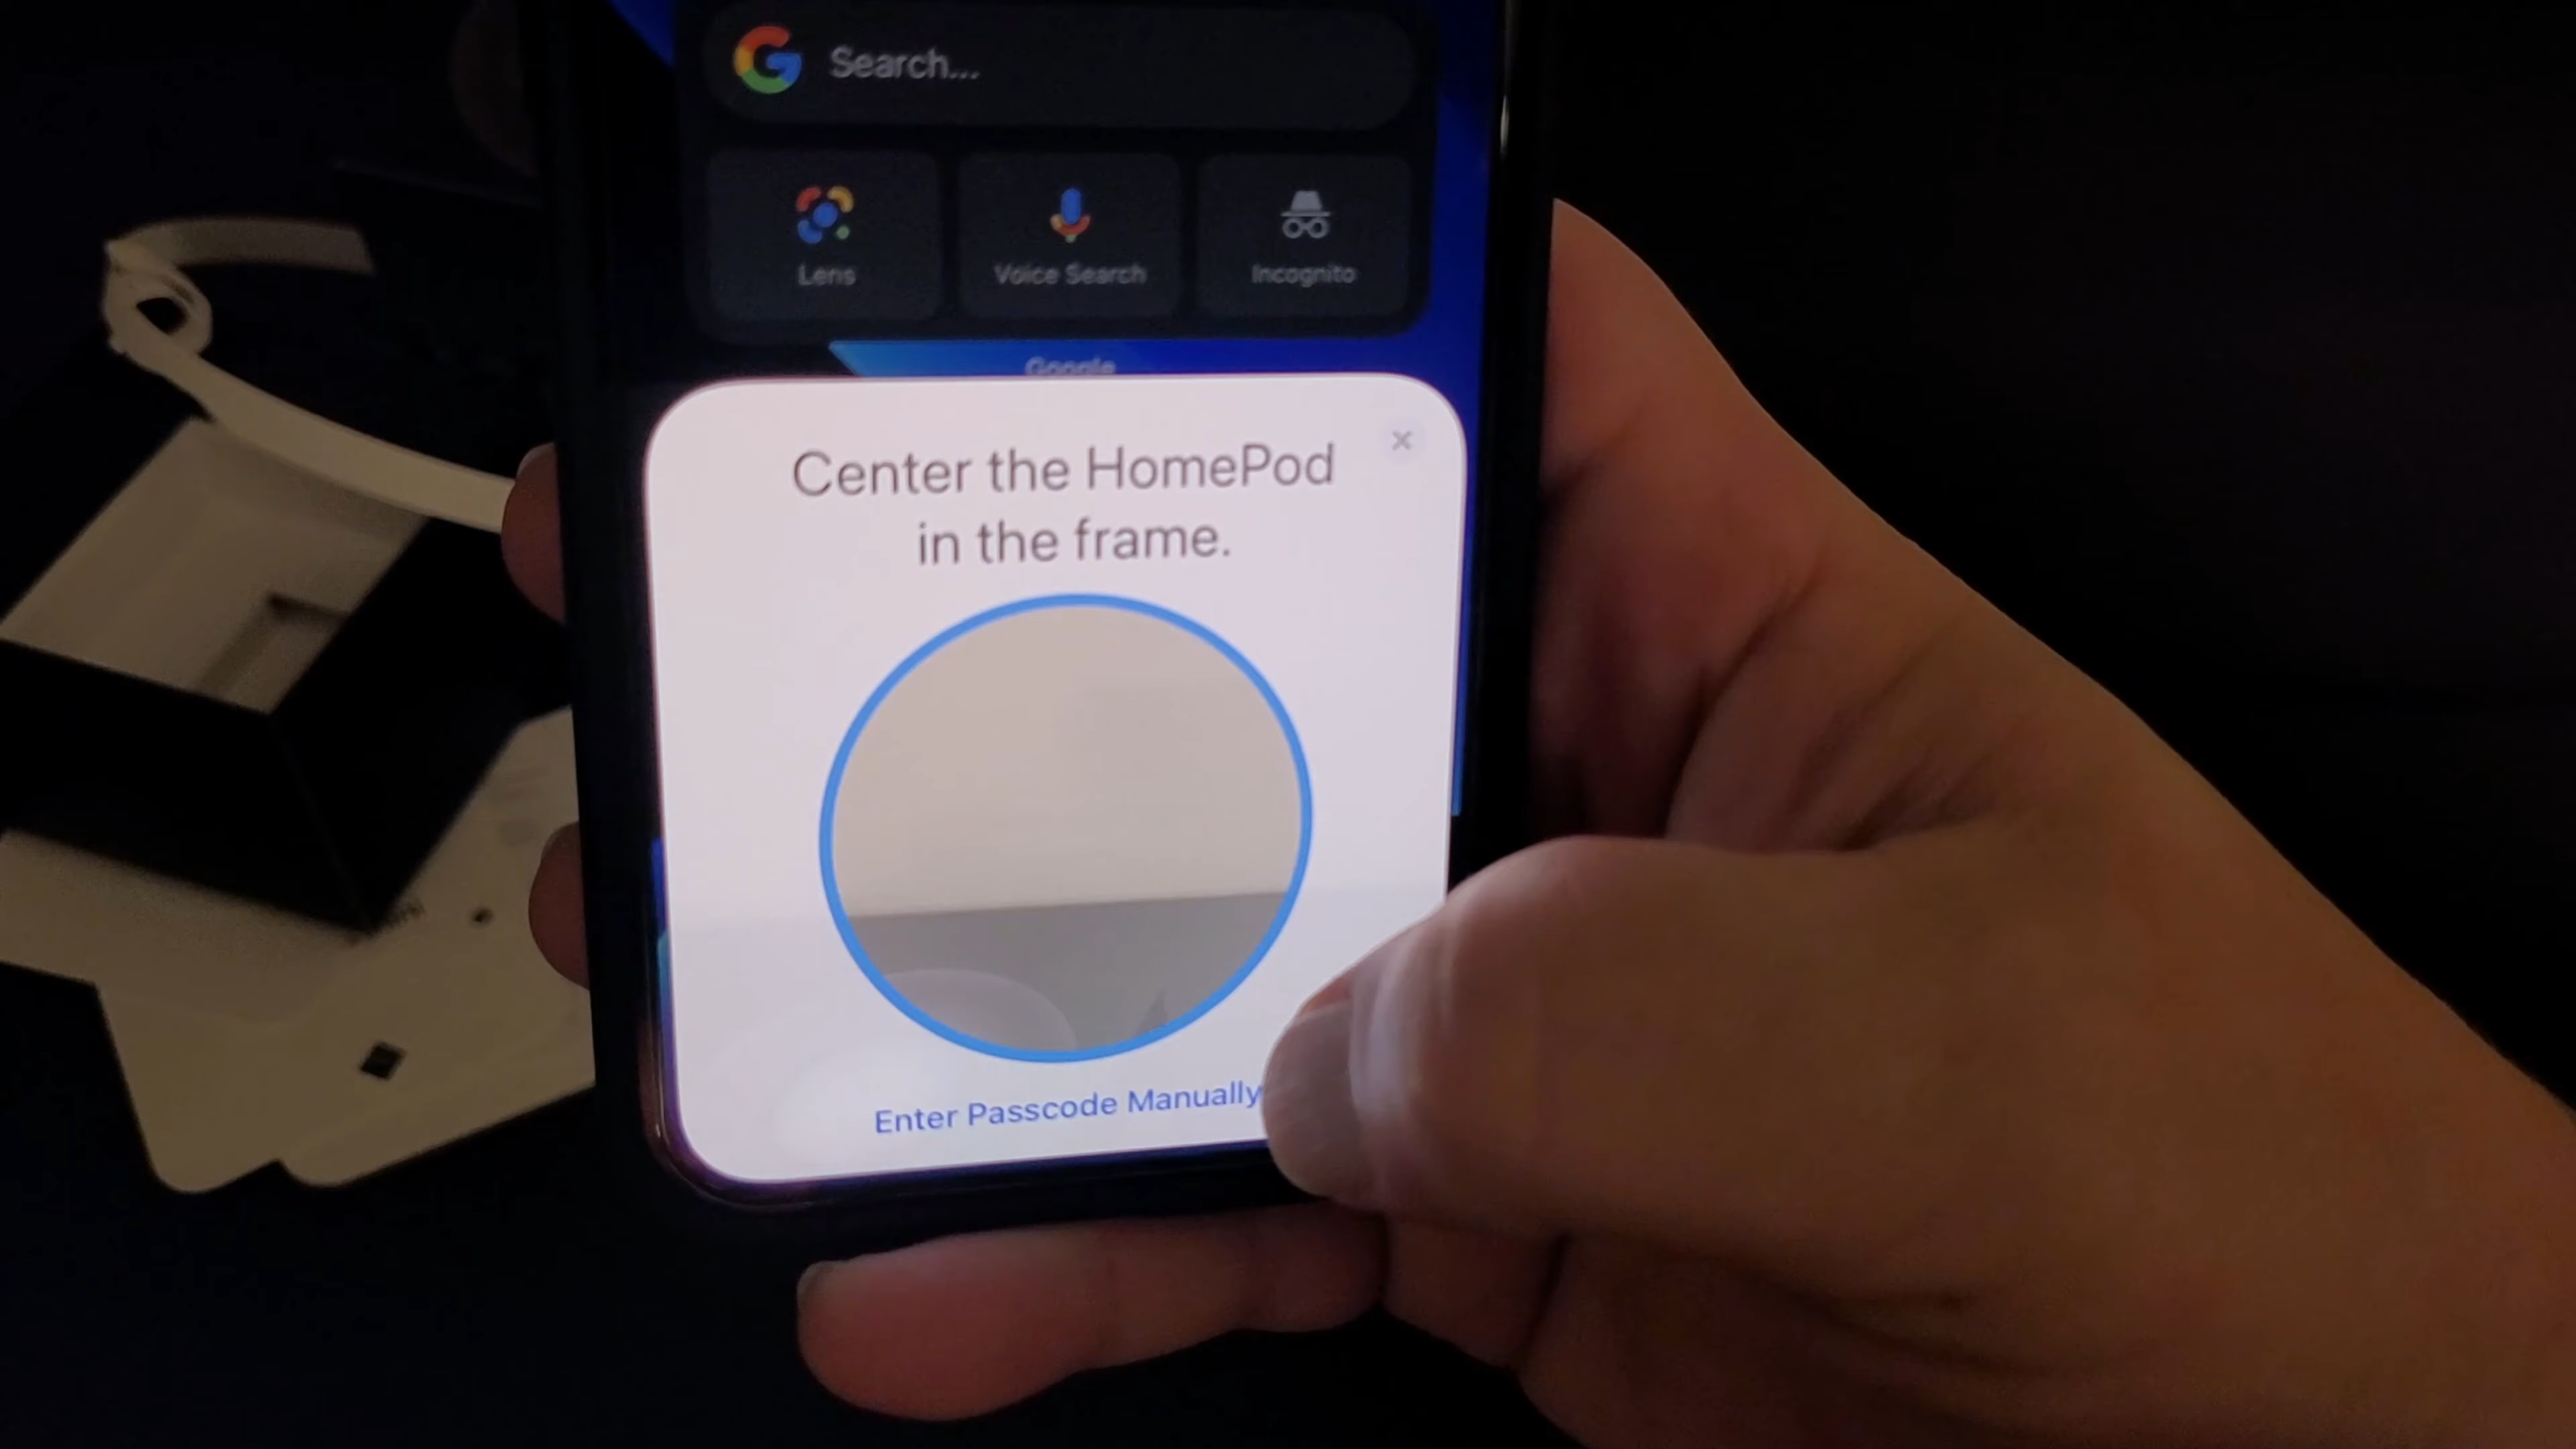 Search...
Lens
Voice Search
Incognito
Google
Center the HomePod
in the frame.
Enter Passcode Manually